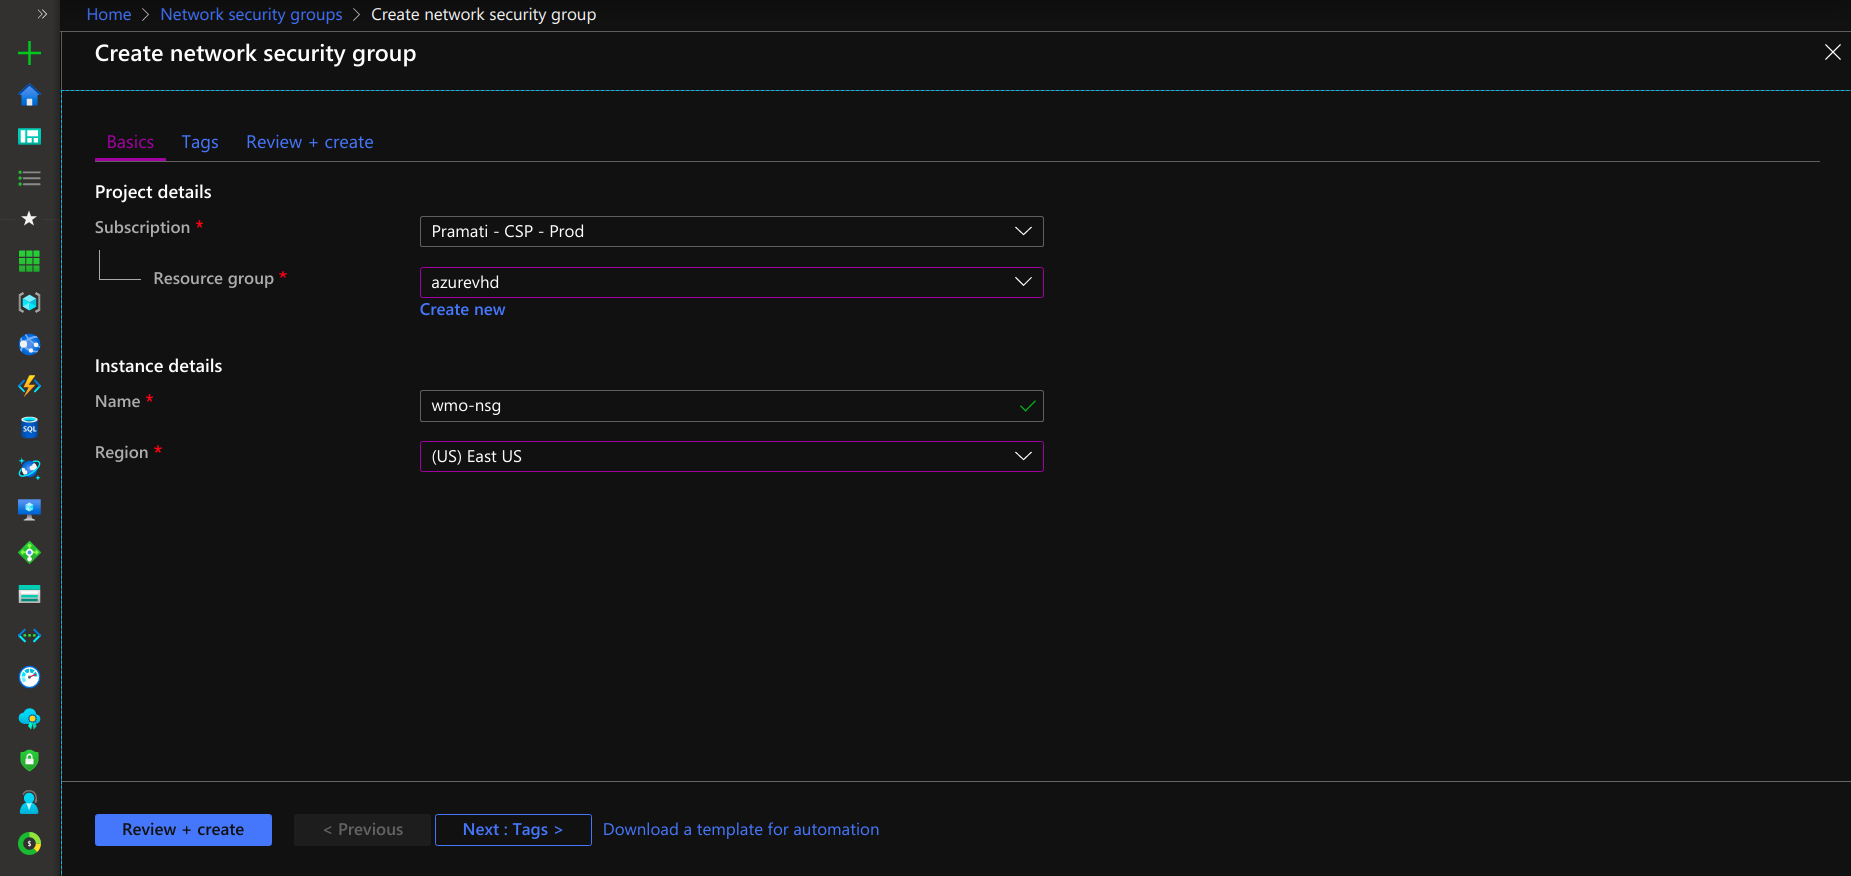 Home > Network security groups > Create network security group
Create network security group
Basics Tags Review + create
Project details
Subscription *
Pramati - CSP - Prod
Resource group *
azurevhd
Create new
Instance details
Name *
wmo-nsg
Region *
(US) East US
SQL
$
Review + create < Previous Next : Tags > Download a template for automation